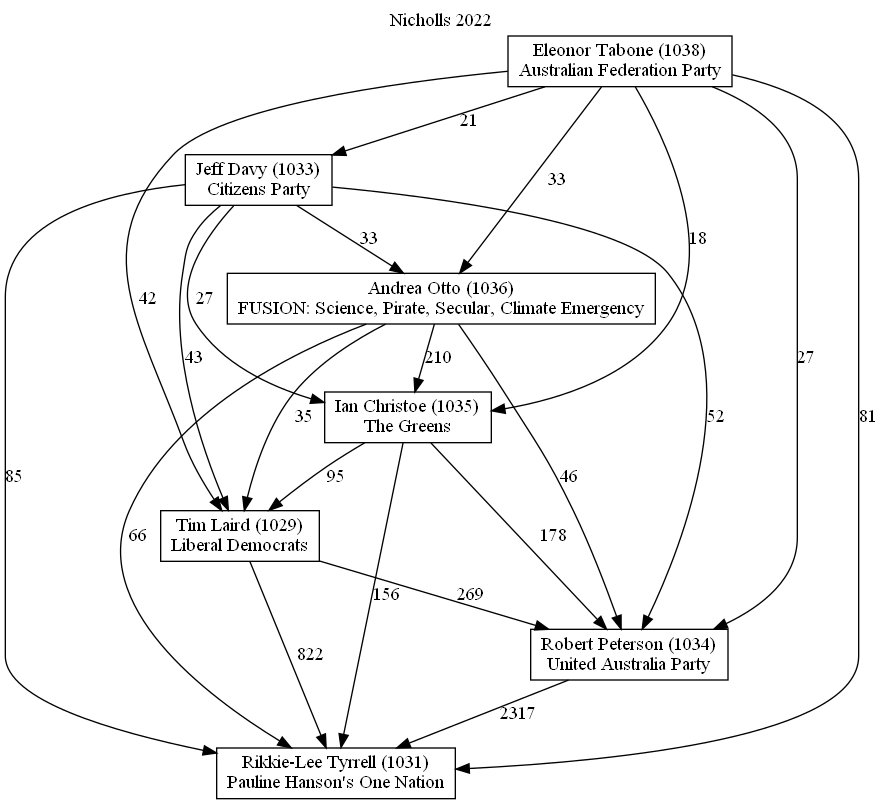 Nicholls 2022
Eleonor Tabone (1038)
Australian Federation Party
21
Jeff Davy (1033)
Citizens Party
33
33
18
Andrea Otto (1036)
FUSION: Science, Pirate, Secular, Climate Emergency
42
27
43
210
27
Ian Christoe (1035)
The Greens
35
52
81
85
95
46
Tim Laird (1029)
Liberal Democrats
66
178
156
269
Robert Peterson (1034)
United Australia Party
822
2317
Rikkie-Lee Tyrrell (1031)
Pauline Hanson's One Nation